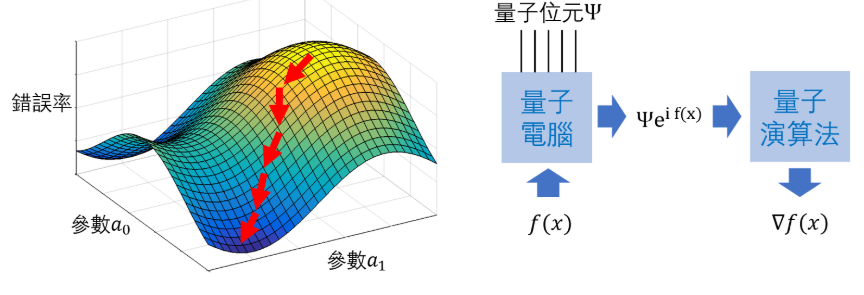 錯誤率
參數a₀
參數a₁
量子位元Ψ
量子
電腦
f(x)
Ψe^{i f(x)}
量子
演算法
∇f(x)